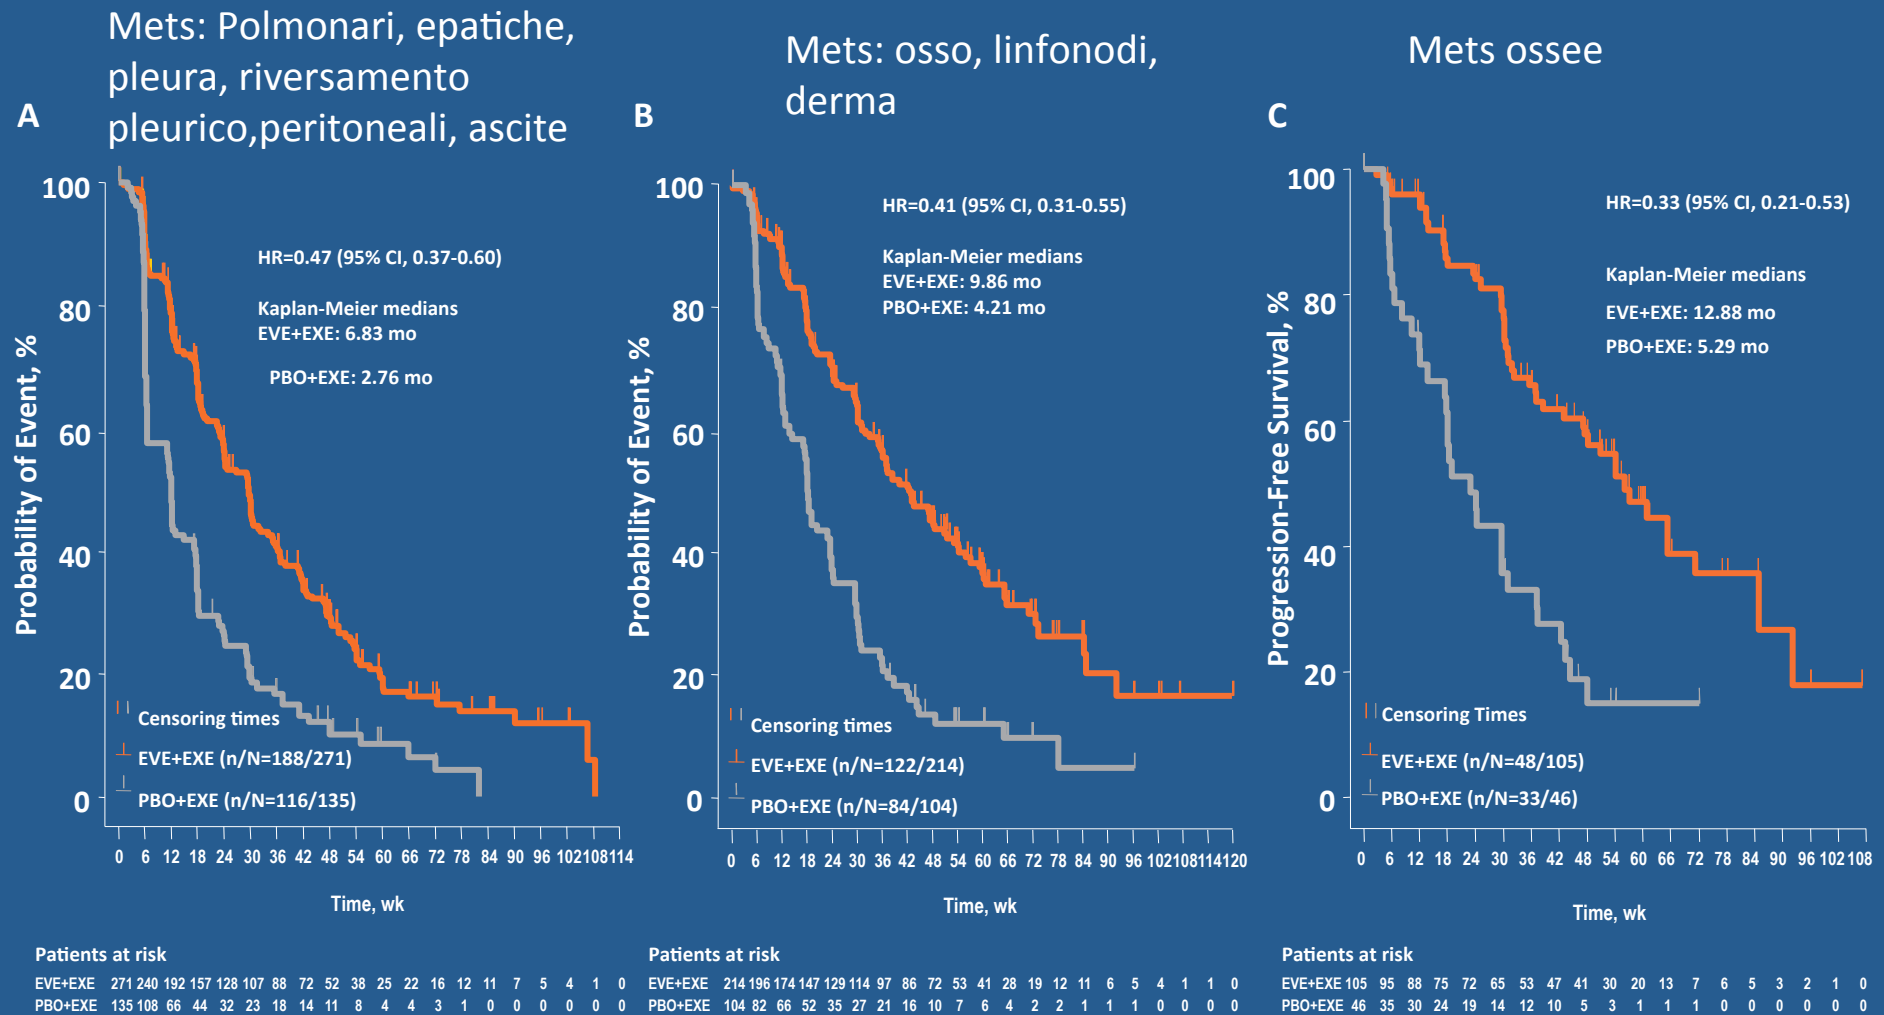 Mets: Polmonari, epatiche,
pleura, riversamento
pleurico,peritoneali, ascite
A
Probability of Event, %
100
80
60
40
20
0
HR=0.47 (95% CI, 0.37-0.60)
Kaplan-Meier medians
EVE+EXE: 6.83 mo
PBO+EXE: 2.76 mo
Censoring times
EVE+EXE (n/N=188/271)
PBO+EXE (n/N=116/135)
0 6 12 18 24 30 36 42 48 54 60 66 72 78 84 90 96 102 108 114
Time, wk
Patients at risk
EVE+EXE 271 240 192 157 128 107 88 72 52 38 25 22 16 12 11 7 5 4 1 0
PBO+EXE 135 108 66 44 32 23 18 14 11 8 4 4 3 1 0 0 0 0 0 0
Mets: osso, linfonodi,
derma
B
Probability of Event, %
100
80
60
40
20
0
HR=0.41 (95% CI, 0.31-0.55)
Kaplan-Meier medians
EVE+EXE: 9.86 mo
PBO+EXE: 4.21 mo
Censoring times
EVE+EXE (n/N=122/214)
PBO+EXE (n/N=84/104)
0 6 12 18 24 30 36 42 48 54 60 66 72 78 84 90 96 102 108 114 120
Time, wk
Patients at risk
EVE+EXE 214 196 174 147 129 114 97 86 72 53 41 28 19 12 11 6 5 4 1 1 0
PBO+EXE 104 82 66 52 35 27 21 16 10 7 6 4 2 2 1 1 1 0 0 0 0
Mets ossee
C
Progression-Free Survival, %
100
80
60
40
20
0
HR=0.33 (95% CI, 0.21-0.53)
Kaplan-Meier medians
EVE+EXE: 12.88 mo
PBO+EXE: 5.29 mo
Censoring Times
EVE+EXE (n/N=48/105)
PBO+EXE (n/N=33/46)
0 6 12 18 24 30 36 42 48 54 60 66 72 78 84 90 96 102 108
Time, wk
Patients at risk
EVE+EXE 105 95 88 75 72 65 53 47 41 30 20 13 7 6 5 3 2 1 0
PBO+EXE 46 35 30 24 19 14 12 10 5 3 1 1 1 0 0 0 0 0 0